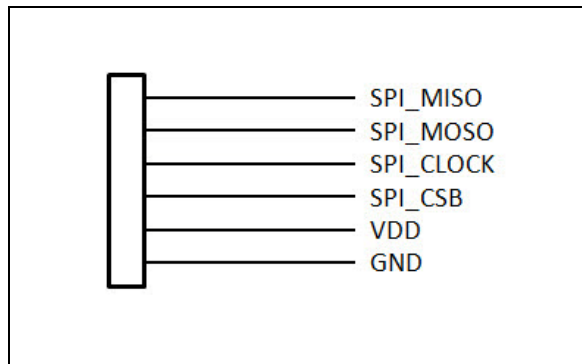 SPI_MISO
SPI_MOSO
SPI_CLOCK
SPI_CSB
VDD
GND